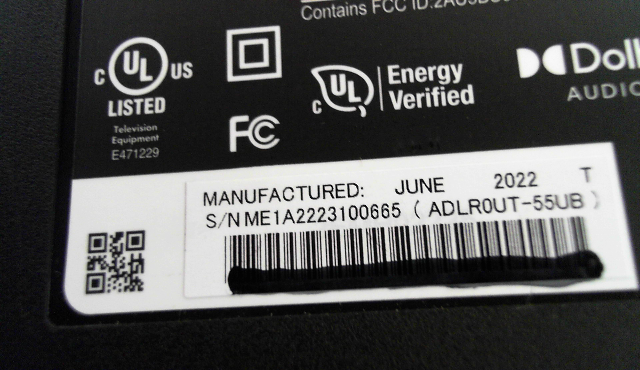 Contains FCC ID:
c UL US
LISTED
Television
Equipment
E471229
c UL
Energy
Verified
FC
Doll
AUDIO
MANUFACTURED: JUNE 2022 T
S/N ME1A2223100665 ( ADLR0UT-55UB )